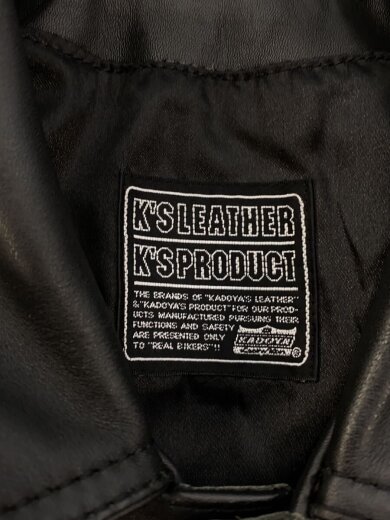 K'S LEATHER
K'S PRODUCT
THE BRANDS OF "KADOYA'S LEATHER"
&"KADOYA'S PRODUCT" FOR OUR PROD-
UCTS MANUFACTURED PURSUING THEIR
FUNCTIONS AND SAFETY
ARE PRESENTED ONLY
TO "REAL BIKERS"!!
KADOYA
®